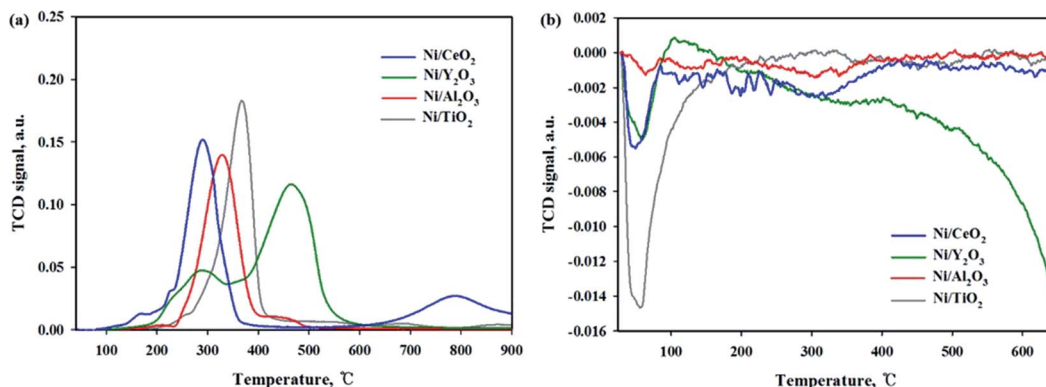 (a)
0.25
0.20
0.15
0.10
0.05
0.00
TCD signal, a.u.
Ni/CeO₂
Ni/Y₂O₃
Ni/Al₂O₃
Ni/TiO₂
100 200 300 400 500 600 700 800 900
Temperature, ℃
(b)
0.002
0.000
-0.002
-0.004
-0.006
-0.008
-0.010
-0.012
-0.014
-0.016
TCD signal, a.u.
Ni/CeO₂
Ni/Y₂O₃
Ni/Al₂O₃
Ni/TiO₂
100 200 300 400 500 600
Temperature, ℃